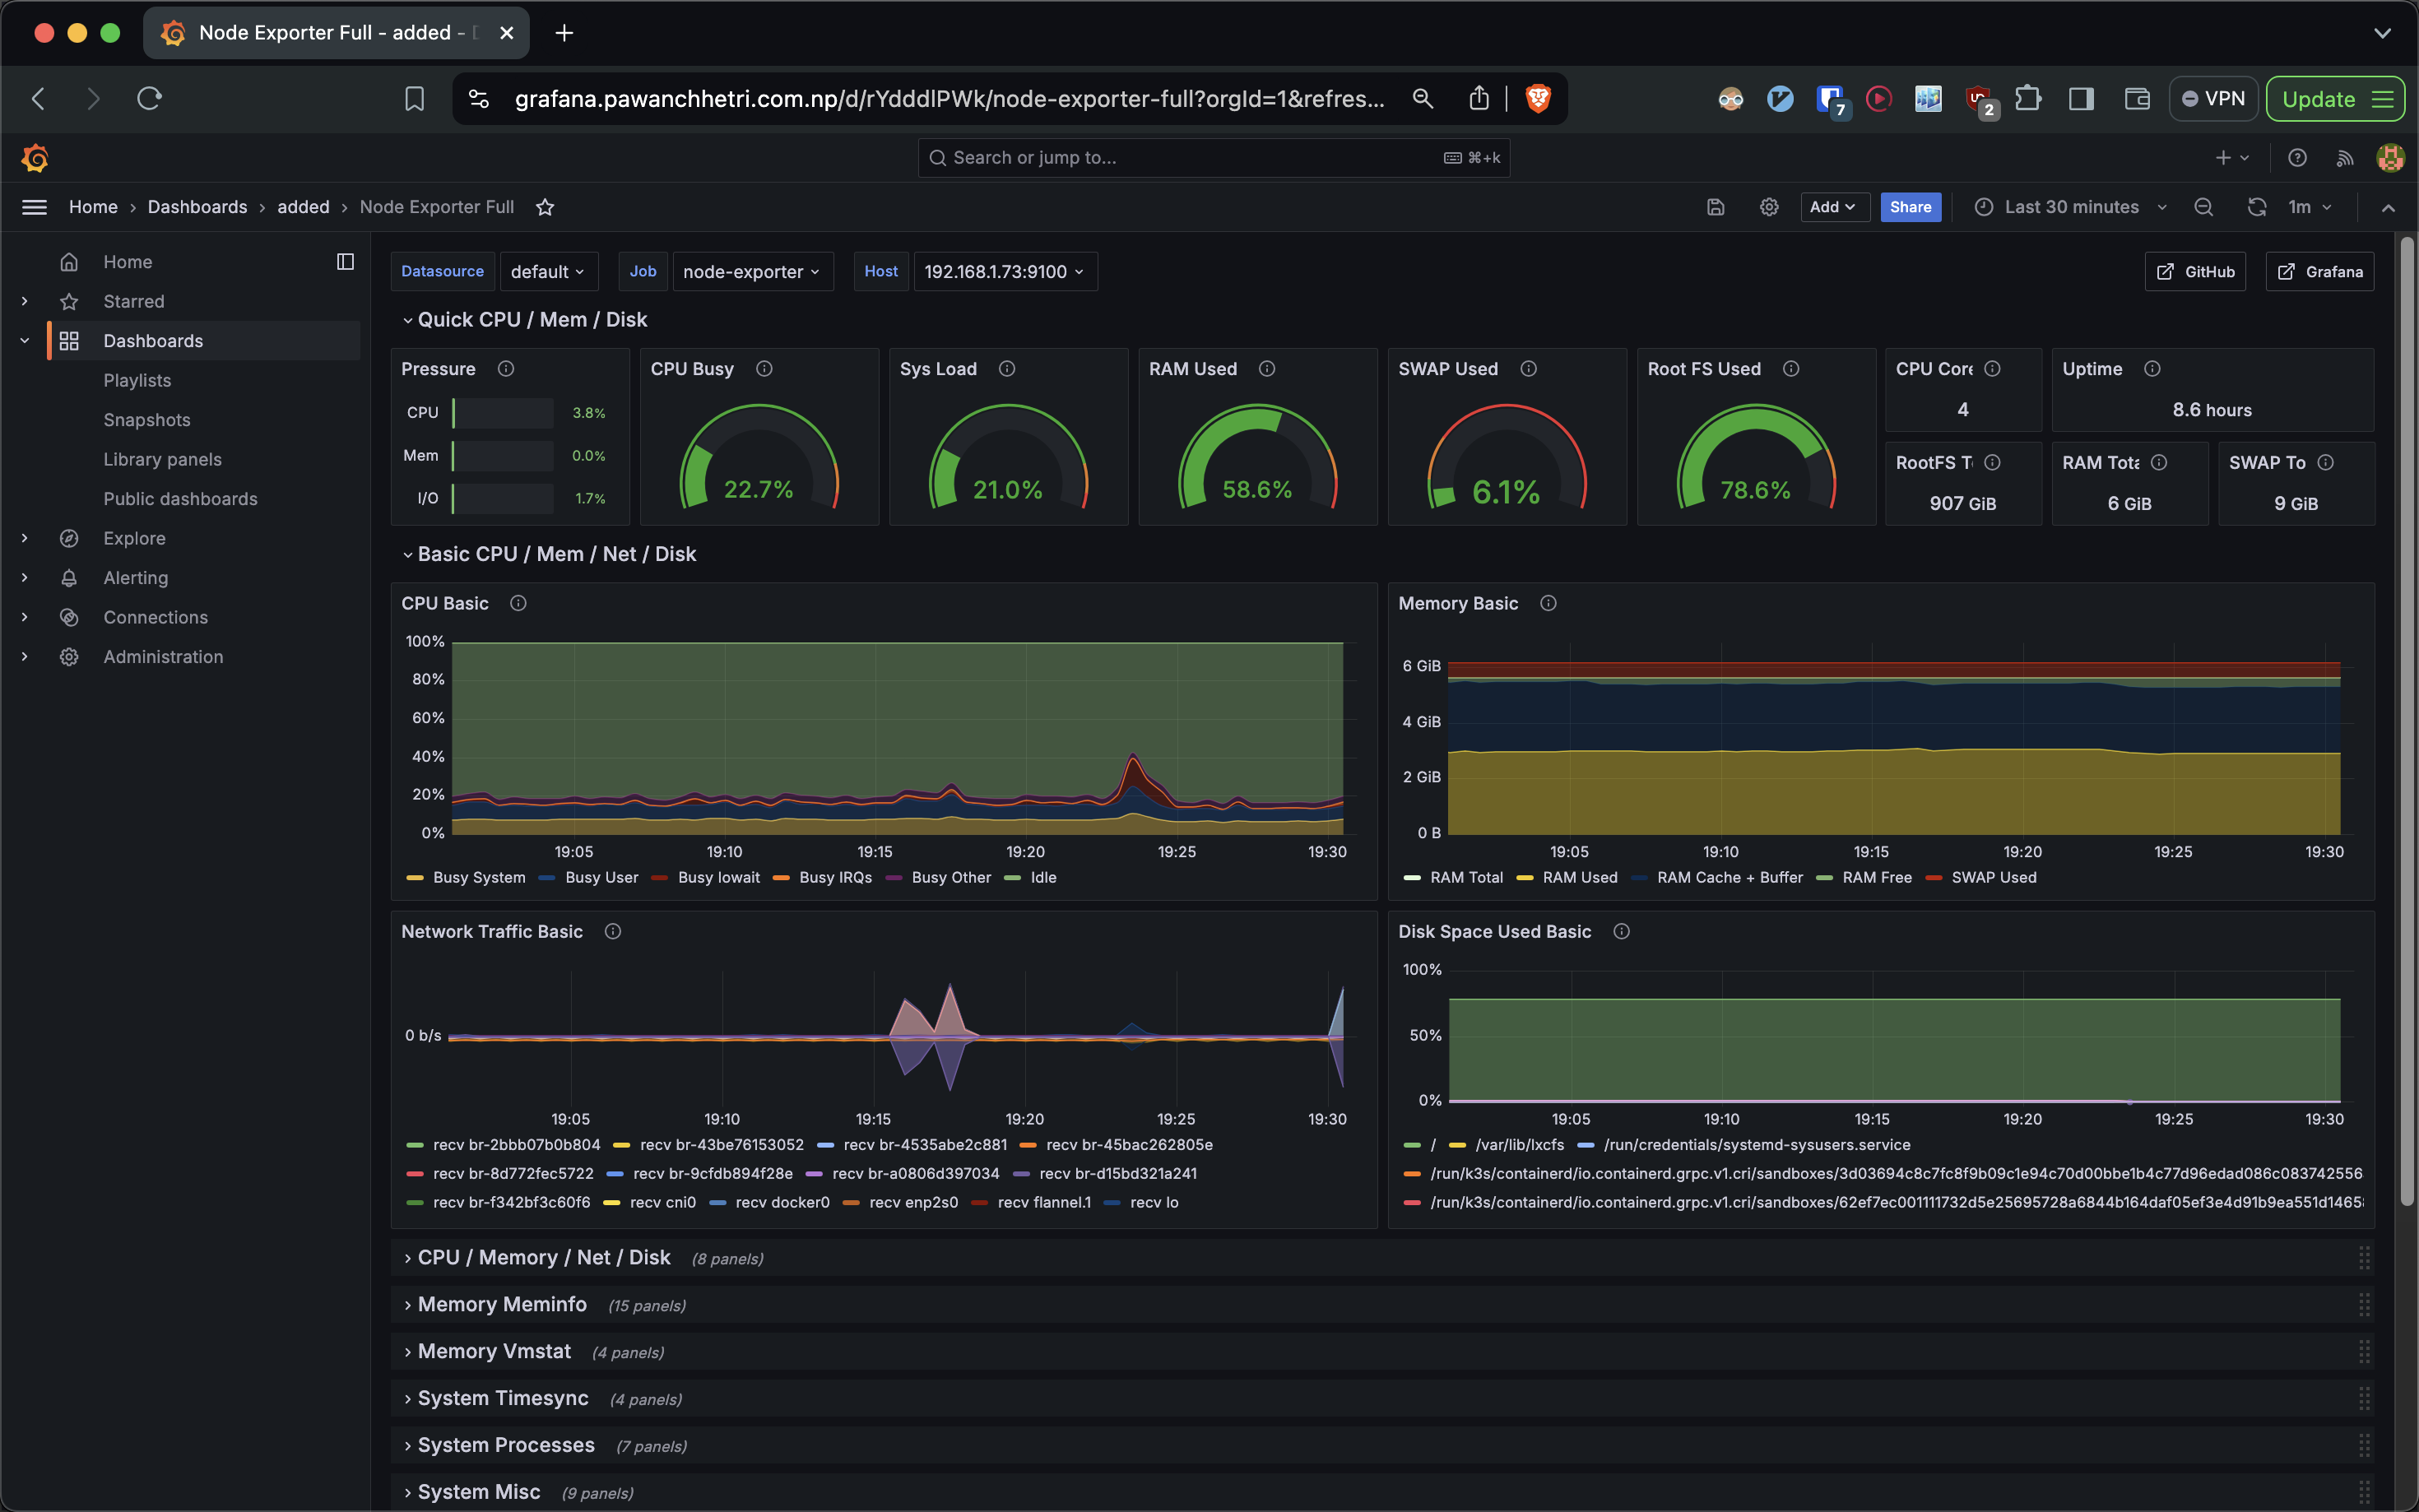 Node Exporter Full - added -
grafana.pawanchhetri.com.np/d/rYdddlPWk/node-exporter-full?orgId=1&refres...
7
2
VPN
Update
Search or jump to...
⌘+k
Home › Dashboards › added › Node Exporter Full
Add
Share
Last 30 minutes
1m
Home
Starred
Dashboards
Playlists
Snapshots
Library panels
Public dashboards
Explore
Alerting
Connections
Administration
Datasource default Job node-exporter Host 192.168.1.73:9100
GitHub
Grafana
Quick CPU / Mem / Disk
Pressure
CPU 3.8%
Mem 0.0%
I/O 1.7%
CPU Busy
22.7%
Sys Load
21.0%
RAM Used
58.6%
SWAP Used
6.1%
Root FS Used
78.6%
CPU Core
4
Uptime
8.6 hours
RootFS T
907 GiB
RAM Tota
6 GiB
SWAP To
9 GiB
Basic CPU / Mem / Net / Disk
CPU Basic
100%
80%
60%
40%
20%
0%
19:05 19:10 19:15 19:20 19:25 19:30
Busy System Busy User Busy Iowait Busy IRQs Busy Other Idle
Memory Basic
6 GiB
4 GiB
2 GiB
0 B
19:05 19:10 19:15 19:20 19:25 19:30
RAM Total RAM Used RAM Cache + Buffer RAM Free SWAP Used
Network Traffic Basic
0 b/s
19:05 19:10 19:15 19:20 19:25 19:30
recv br-2bbb07b0b804 recv br-43be76153052 recv br-4535abe2c881 recv br-45bac262805e
recv br-8d772fec5722 recv br-9cfdb894f28e recv br-a0806d397034 recv br-d15bd321a241
recv br-f342bf3c60f6 recv cni0 recv docker0 recv enp2s0 recv flannel.1 recv lo
Disk Space Used Basic
100%
50%
0%
19:05 19:10 19:15 19:20 19:25 19:30
/ /var/lib/lxcfs /run/credentials/systemd-sysusers.service
/run/k3s/containerd/io.containerd.grpc.v1.cri/sandboxes/3d03694c8c7fc8f9b09c1e94c70d00bbe1b4c77d96edad086c083742556
/run/k3s/containerd/io.containerd.grpc.v1.cri/sandboxes/62ef7ec001111732d5e25695728a6844b164daf05ef3e4d91b9ea551d1465
CPU / Memory / Net / Disk (8 panels)
Memory Meminfo (15 panels)
Memory Vmstat (4 panels)
System Timesync (4 panels)
System Processes (7 panels)
System Misc (9 panels)